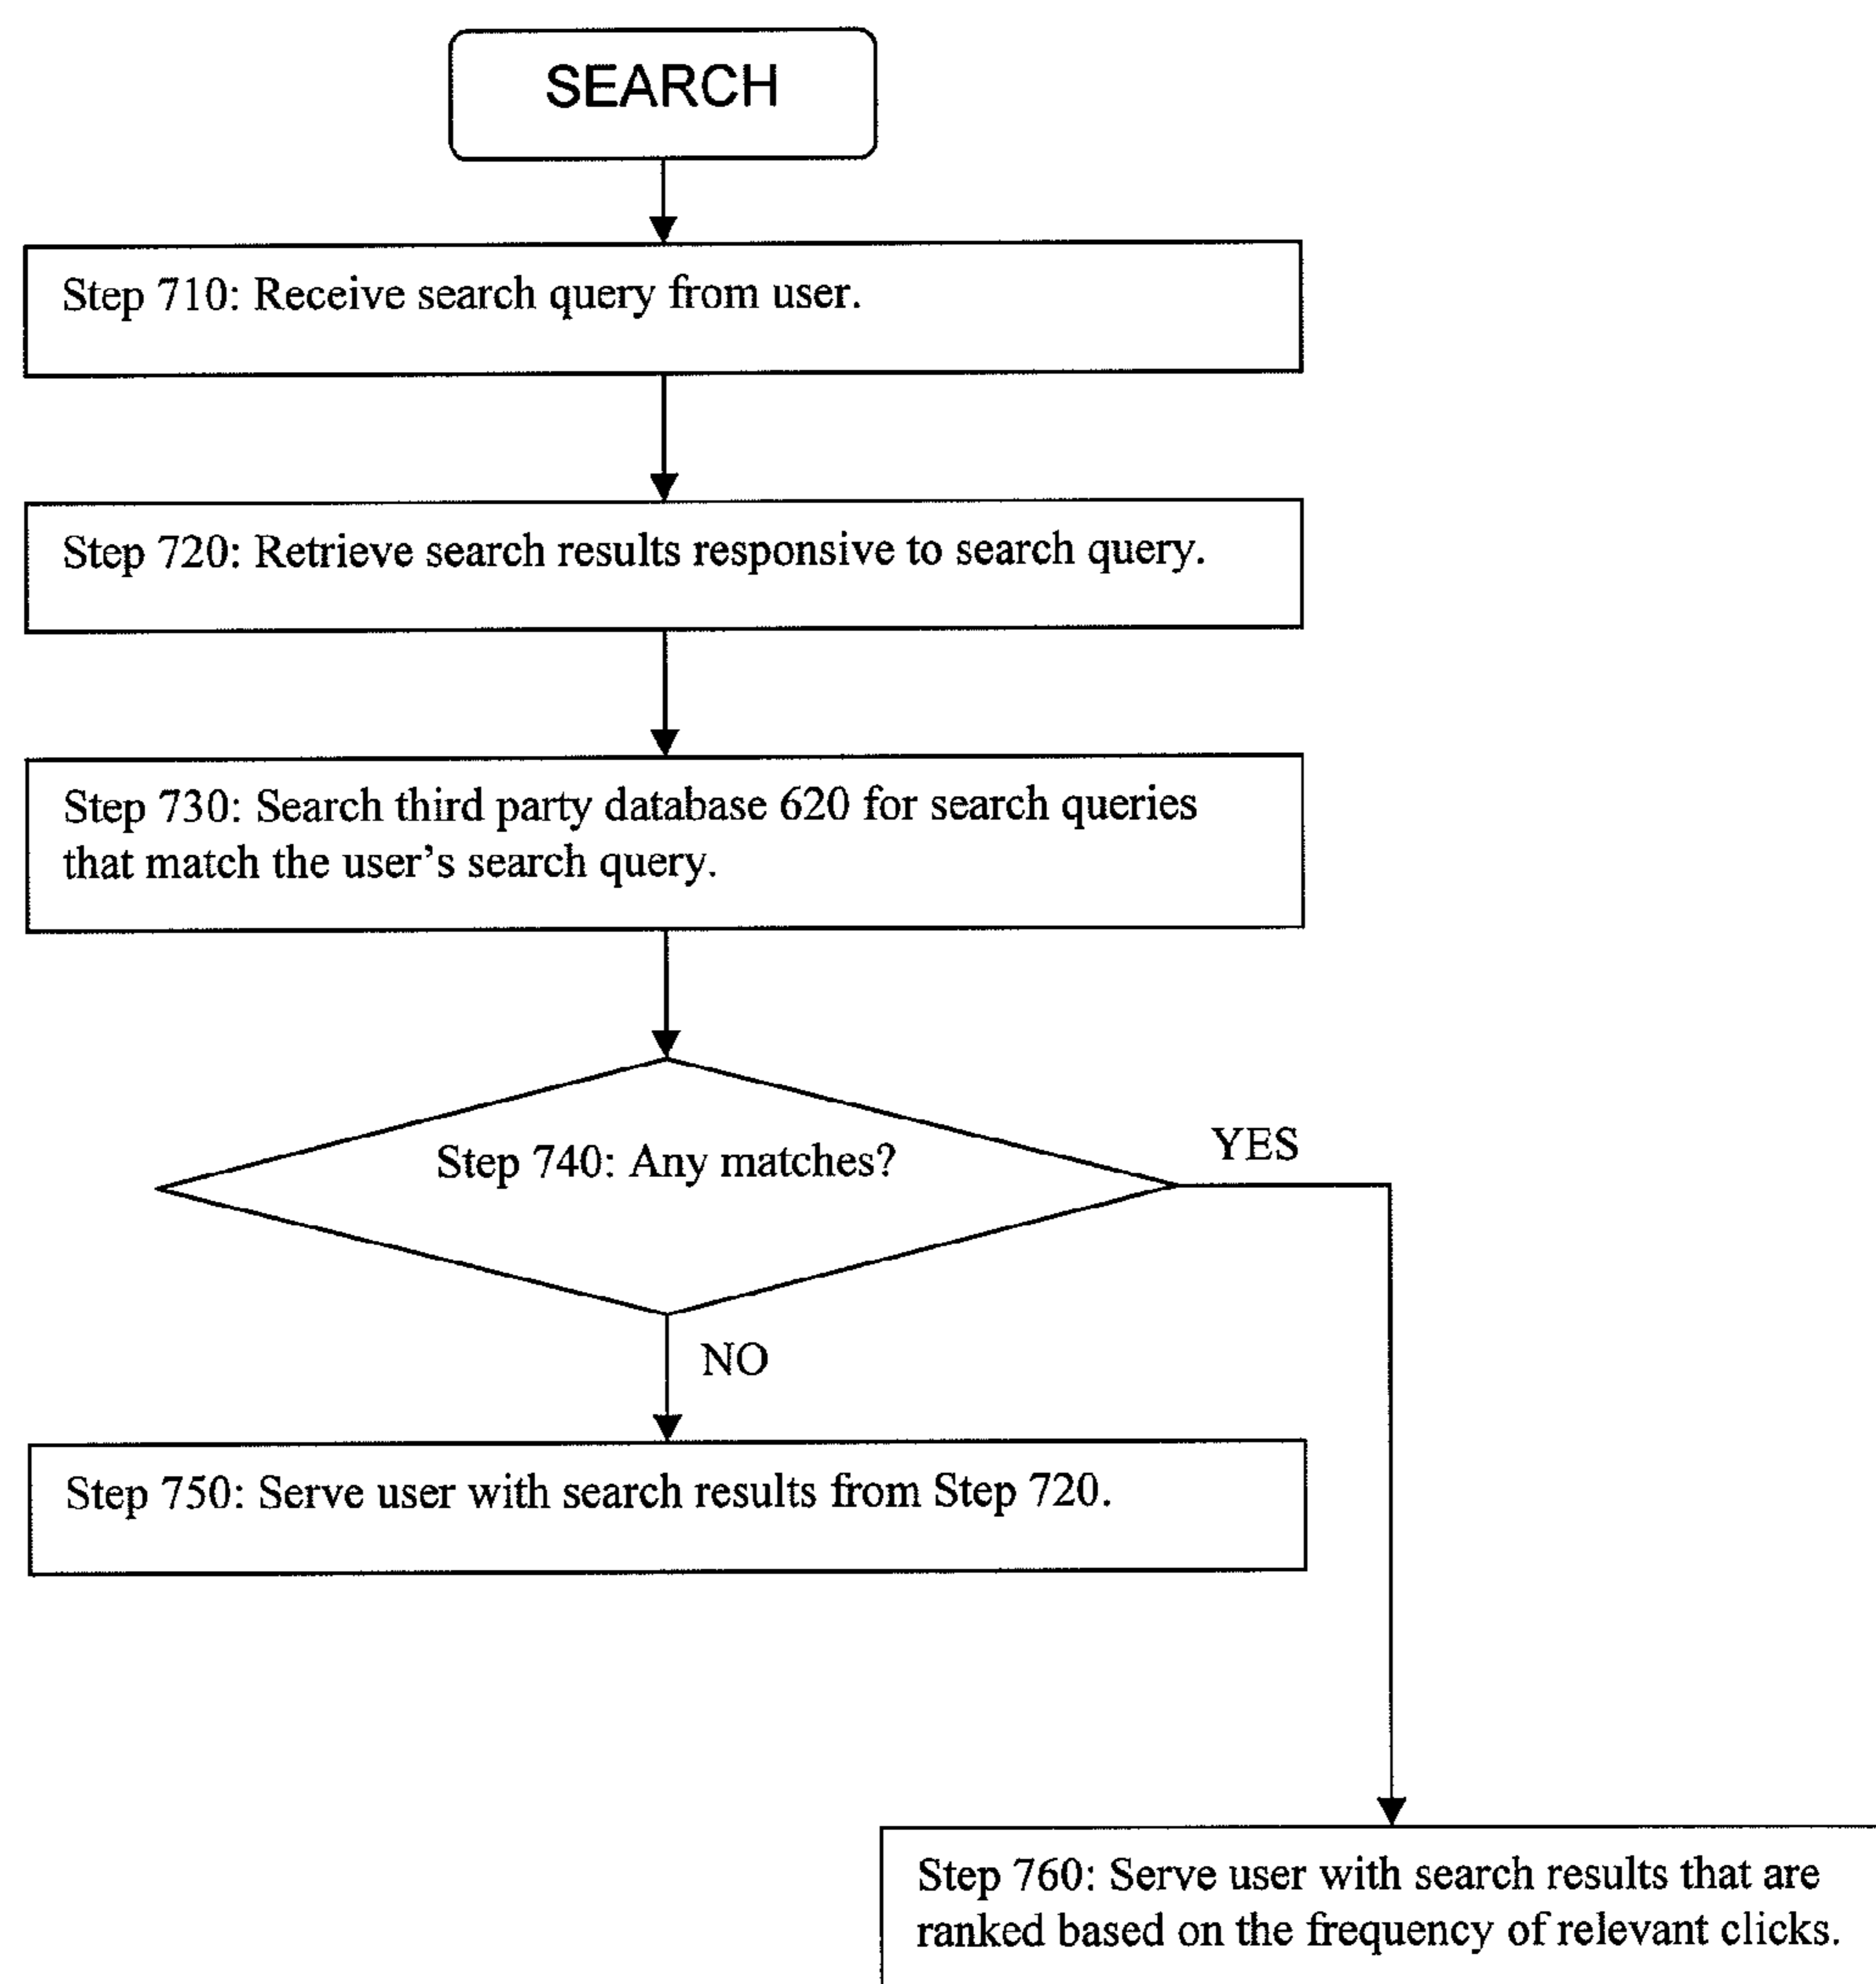 SEARCH
Step 710: Receive search query from user.
Step 720: Retrieve search results responsive to search query.
Step 730: Search third party database 620 for search queries
that match the user's search query.
Step 740: Any matches?
YES
NO
Step 750: Serve user with search results from Step 720.
Step 760: Serve user with search results that are
ranked based on the frequency of relevant clicks.